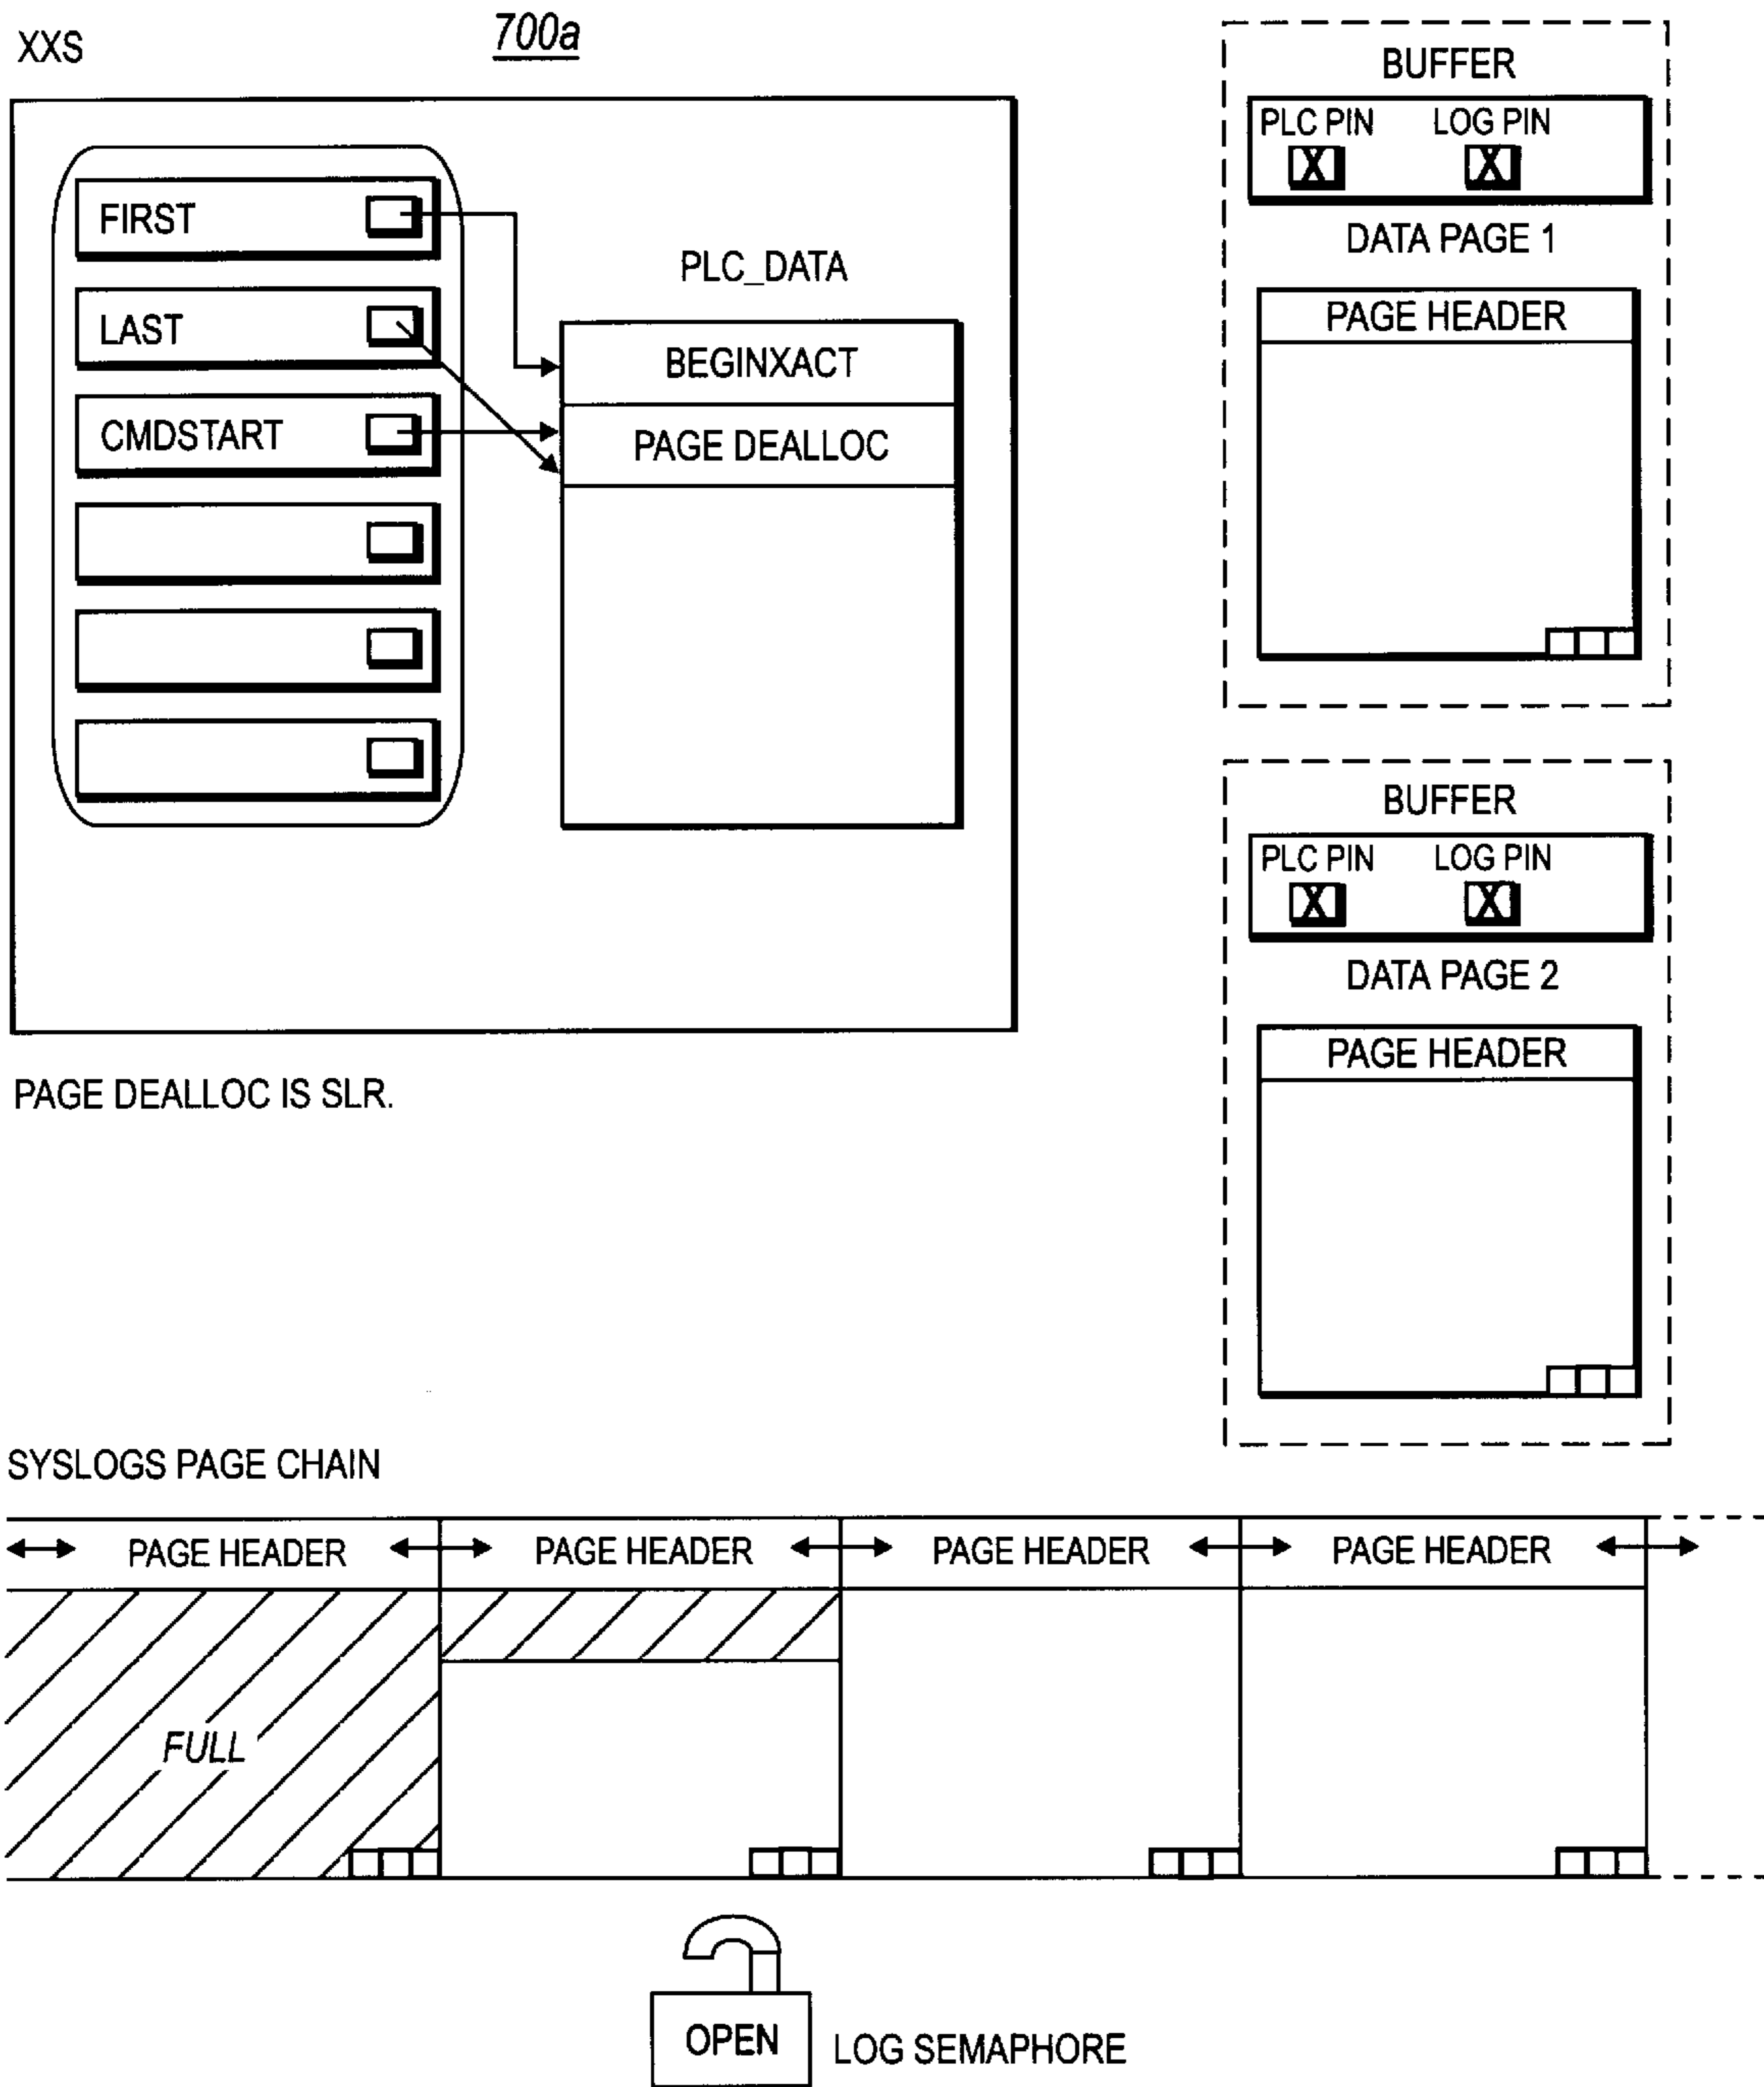 XXS
700a
FIRST
LAST
CMDSTART
PLC_DATA
BEGINXACT
PAGE DEALLOC
PAGE DEALLOC IS SLR.
BUFFER
PLC PIN LOG PIN
X X
DATA PAGE 1
PAGE HEADER
BUFFER
PLC PIN LOG PIN
X X
DATA PAGE 2
PAGE HEADER
SYSLOGS PAGE CHAIN
PAGE HEADER PAGE HEADER PAGE HEADER PAGE HEADER
FULL
OPEN
LOG SEMAPHORE